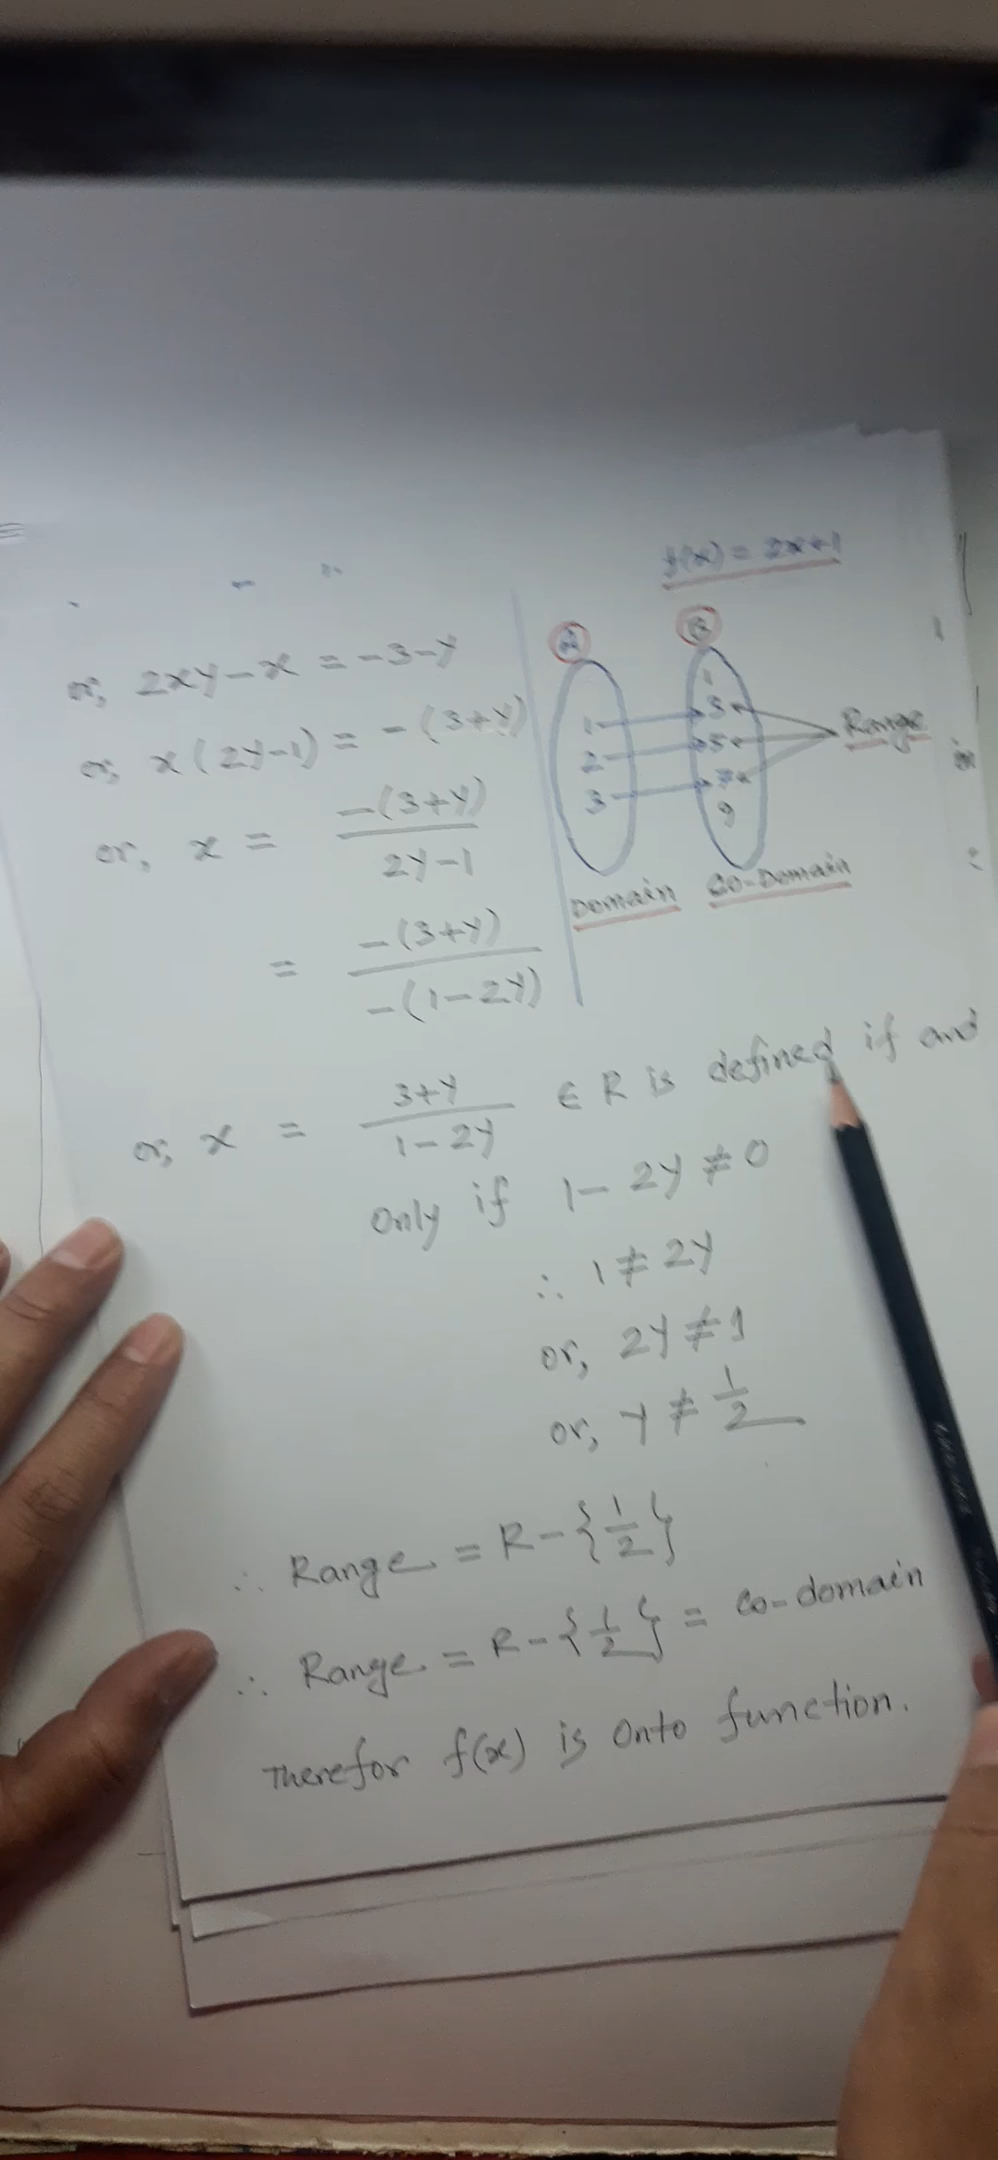 or, 2xy-x = -3-y
or, x(2y-1) = -(3+y)
or, x = -(3+y) / 2y-1
= -(3+y) / -(1-2y)
or, x = 3+y / 1-2y ∈ R is defined if and
Only if 1-2y ≠ 0
∴ 1 ≠ 2y
or, 2y ≠ 1
or, y ≠ 1/2
∴ Range = R-{1/2}
∴ Range = R-{1/2} = co-domain
Therefor f(x) is onto function.
f(x) = 2x+1
A B
1
1 3
2 5 Range
3 7
9
Domain Co-Domain